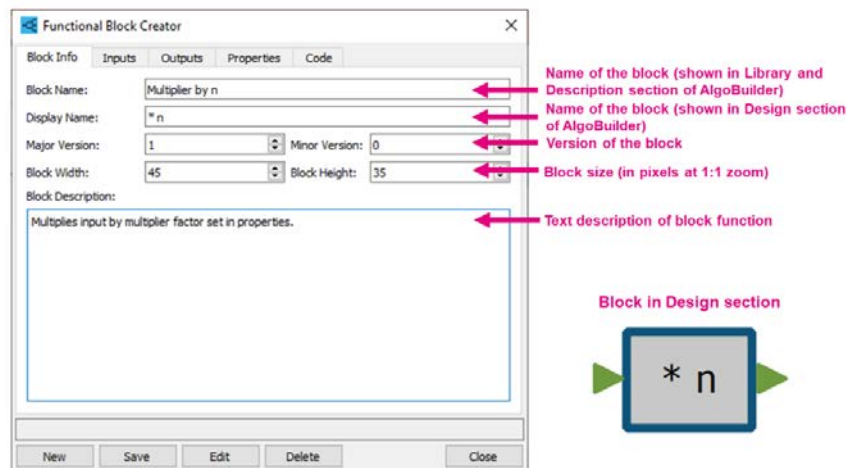 Functional Block Creator
Block Info Inputs Outputs Properties Code
Block Name: Multiplier by n
Display Name: * n
Major Version: 1 Minor Version: 0
Block Width: 45 Block Height: 35
Block Description:
Multiplies input by multiplier factor set in properties.
New Save Edit Delete Close
Name of the block (shown in Library and
Description section of AlgoBuilder)
Name of the block (shown in Design section
of AlgoBuilder)
Version of the block
Block size (in pixels at 1:1 zoom)
Text description of block function
Block in Design section
* n